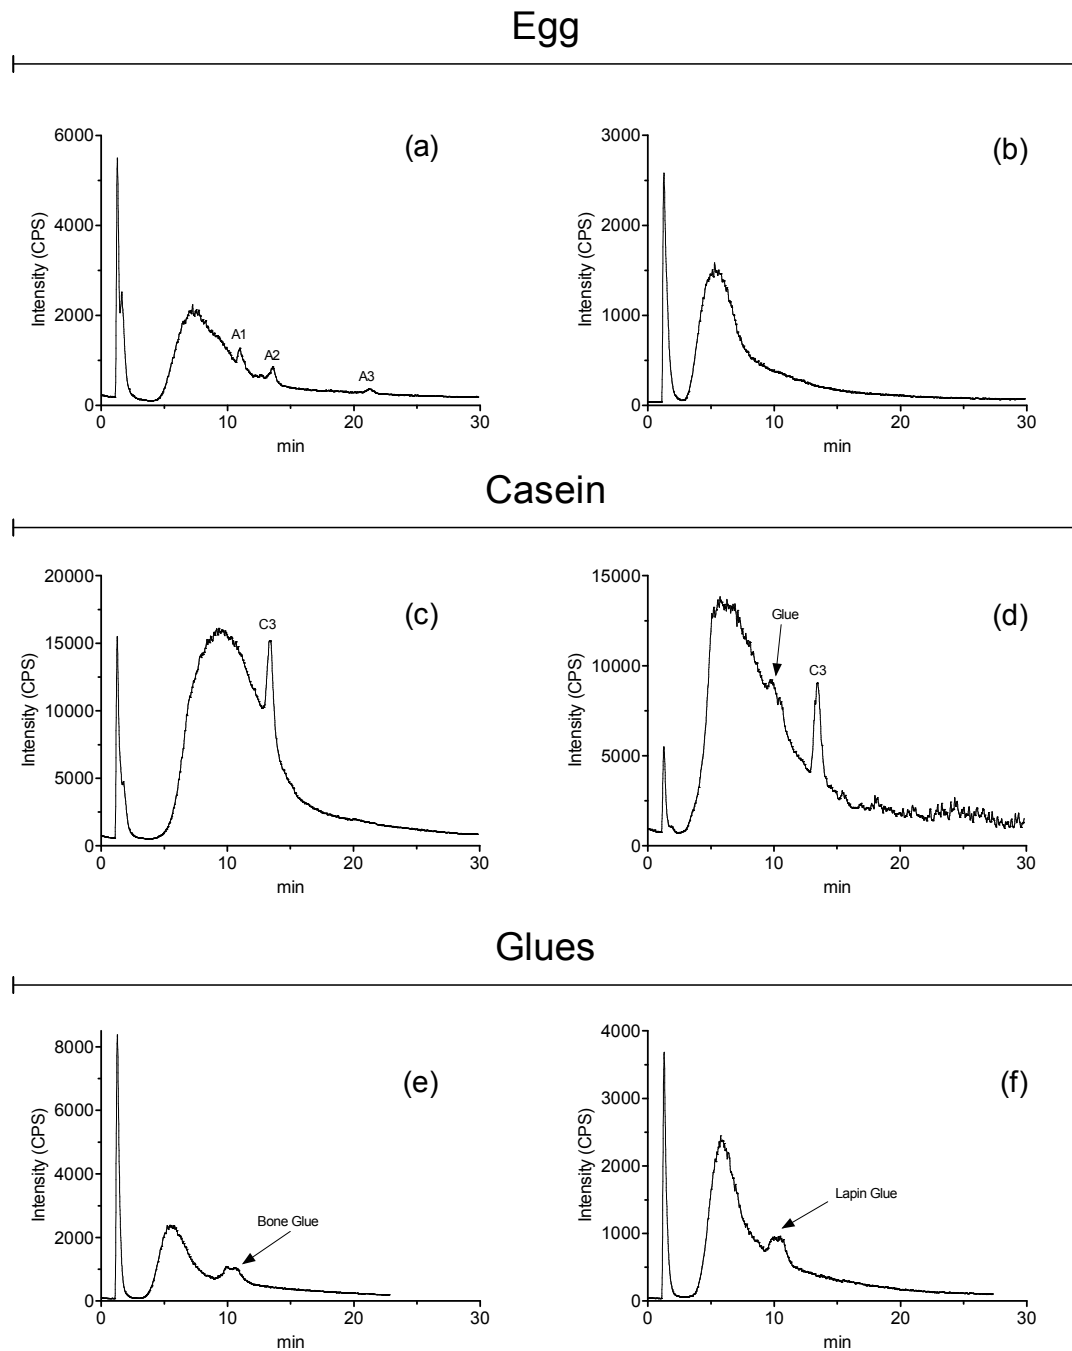 Egg
(a)
6000
4000
2000
0
Intensity (CPS)
A1
A2
A3
0 10 20 30
min
(b)
3000
2000
1000
0
Intensity (CPS)
0 10 20 30
min
Casein
(c)
20000
15000
10000
5000
0
Intensity (CPS)
C3
0 10 20 30
min
(d)
15000
10000
5000
0
Intensity (CPS)
Glue
C3
0 10 20 30
min
Glues
(e)
8000
6000
4000
2000
0
Intensity (CPS)
Bone Glue
0 10 20 30
min
(f)
4000
3000
2000
1000
0
Intensity (CPS)
Lapin Glue
0 10 20 30
min